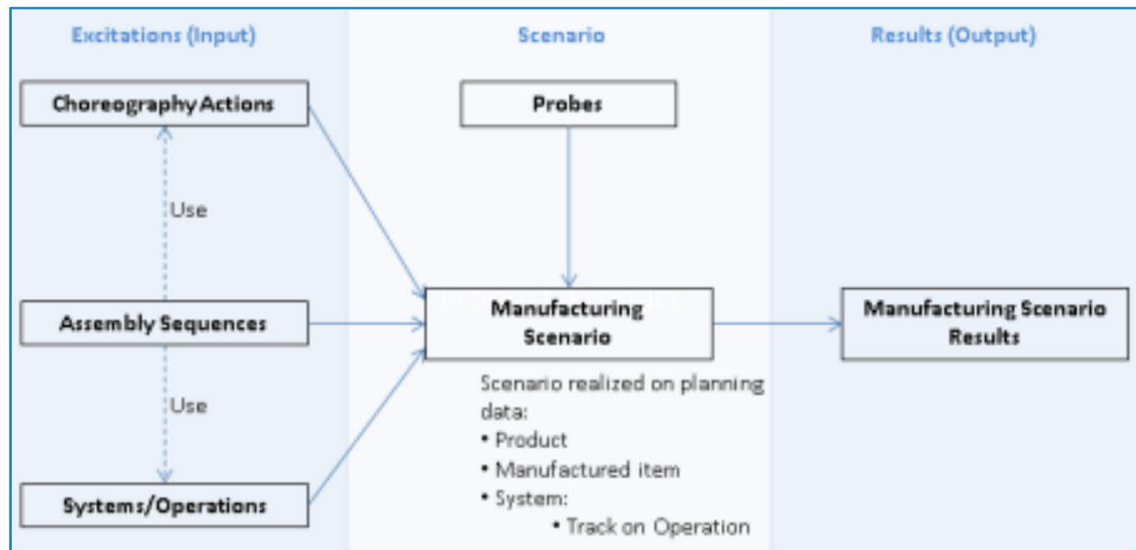 Excitations (Input)
Scenario
Results (Output)
Choreography Actions
Probes
Use
Assembly Sequences
Manufacturing
Scenario
Manufacturing Scenario
Results
Use
Scenario realized on planning
data:
• Product
• Manufactured item
• System:
• Track on Operation
Systems/Operations